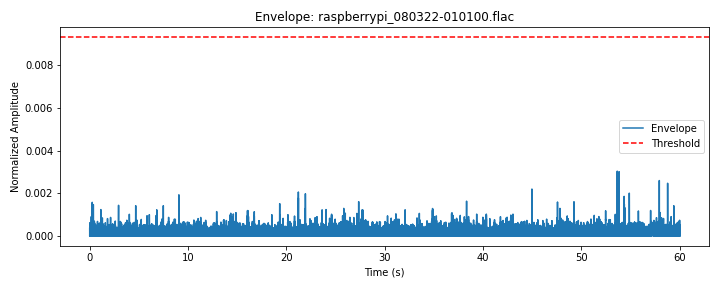 Envelope: raspberrypi_080322-010100.flac
Normalized Amplitude
0.008
0.006
0.004
0.002
0.000
Envelope
Threshold
0 10 20 30 40 50 60
Time (s)